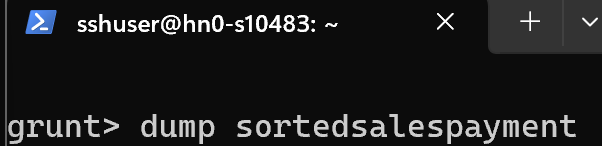 sshuser@hn0-s10483: ~
grunt> dump sortedsalespayment